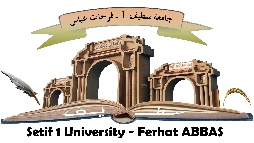 جامعة سطيف 1 - فرحات عباس
Setif 1 University - Ferhat ABBAS